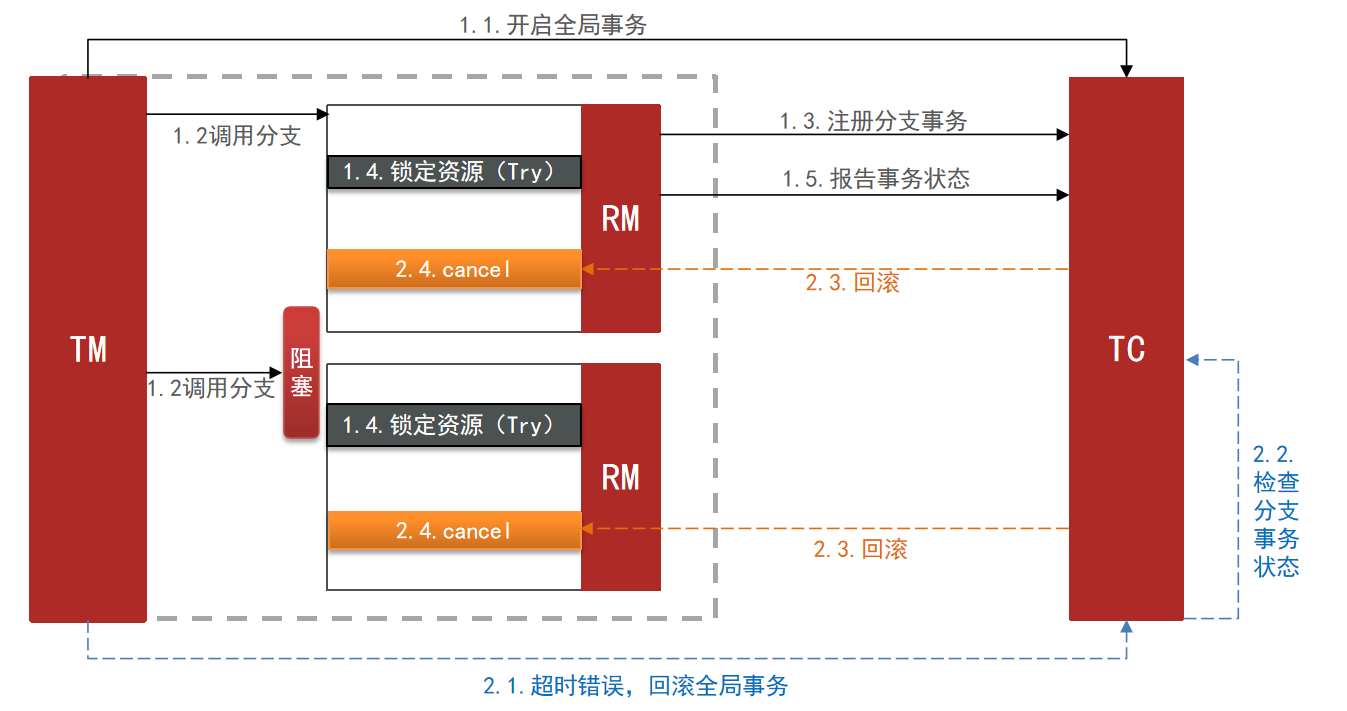 1.1.开启全局事务
1.2调用分支
1.3.注册分支事务
1.4.锁定资源（Try）
1.5.报告事务状态
RM
2.4.cancel
2.3.回滚
TM
阻
塞
TC
1.2调用分支
1.4.锁定资源（Try）
RM
2.2.
检查
分支
事务
状态
2.4.cancel
2.3.回滚
2.1.超时错误，回滚全局事务